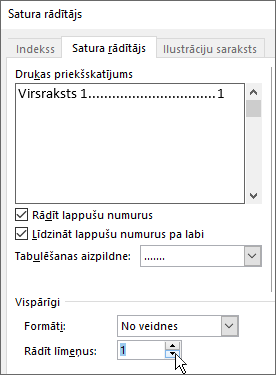 Satura rādītājs
Indekss Satura rādītājs Ilustrāciju saraksts
Drukas priekšskatījums
Virsraksts 1................................ 1
Rādīt lappušu numurus
Līdzināt lappušu numurus pa labi
Tabulēšanas aizpildne: .......
Vispārīgi
Formāti: No veidnes
Rādīt līmeņus: 1